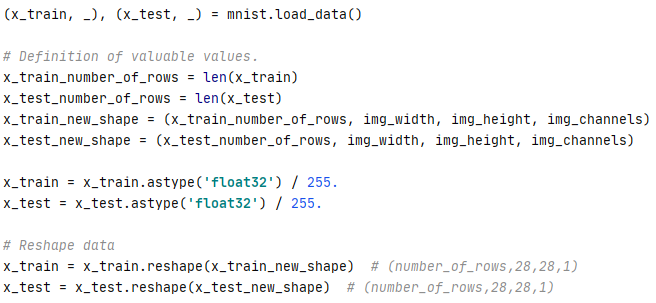 (x_train, _), (x_test, _) = mnist.load_data()
# Definition of valuable values.
x_train_number_of_rows = len(x_train)
x_test_number_of_rows = len(x_test)
x_train_new_shape = (x_train_number_of_rows, img_width, img_height, img_channels)
x_test_new_shape = (x_test_number_of_rows, img_width, img_height, img_channels)
x_train = x_train.astype('float32') / 255.
x_test = x_test.astype('float32') / 255.
# Reshape data
x_train = x_train.reshape(x_train_new_shape)  # (number_of_rows,28,28,1)
x_test = x_test.reshape(x_test_new_shape)  # (number_of_rows,28,28,1)